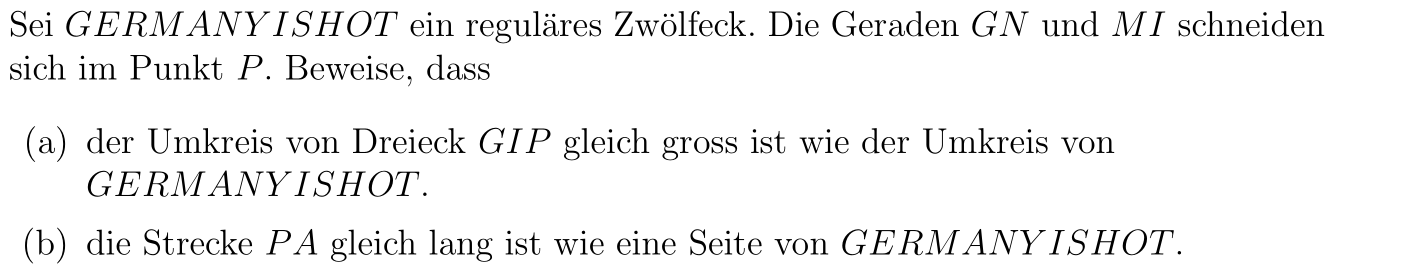 Sei GERMANYISHOT ein reguläres Zwölfeck. Die Geraden GN und MI schneiden
sich im Punkt P. Beweise, dass
(a) der Umkreis von Dreieck GIP gleich gross ist wie der Umkreis von
GERMANYISHOT.
(b) die Strecke PA gleich lang ist wie eine Seite von GERMANYISHOT.